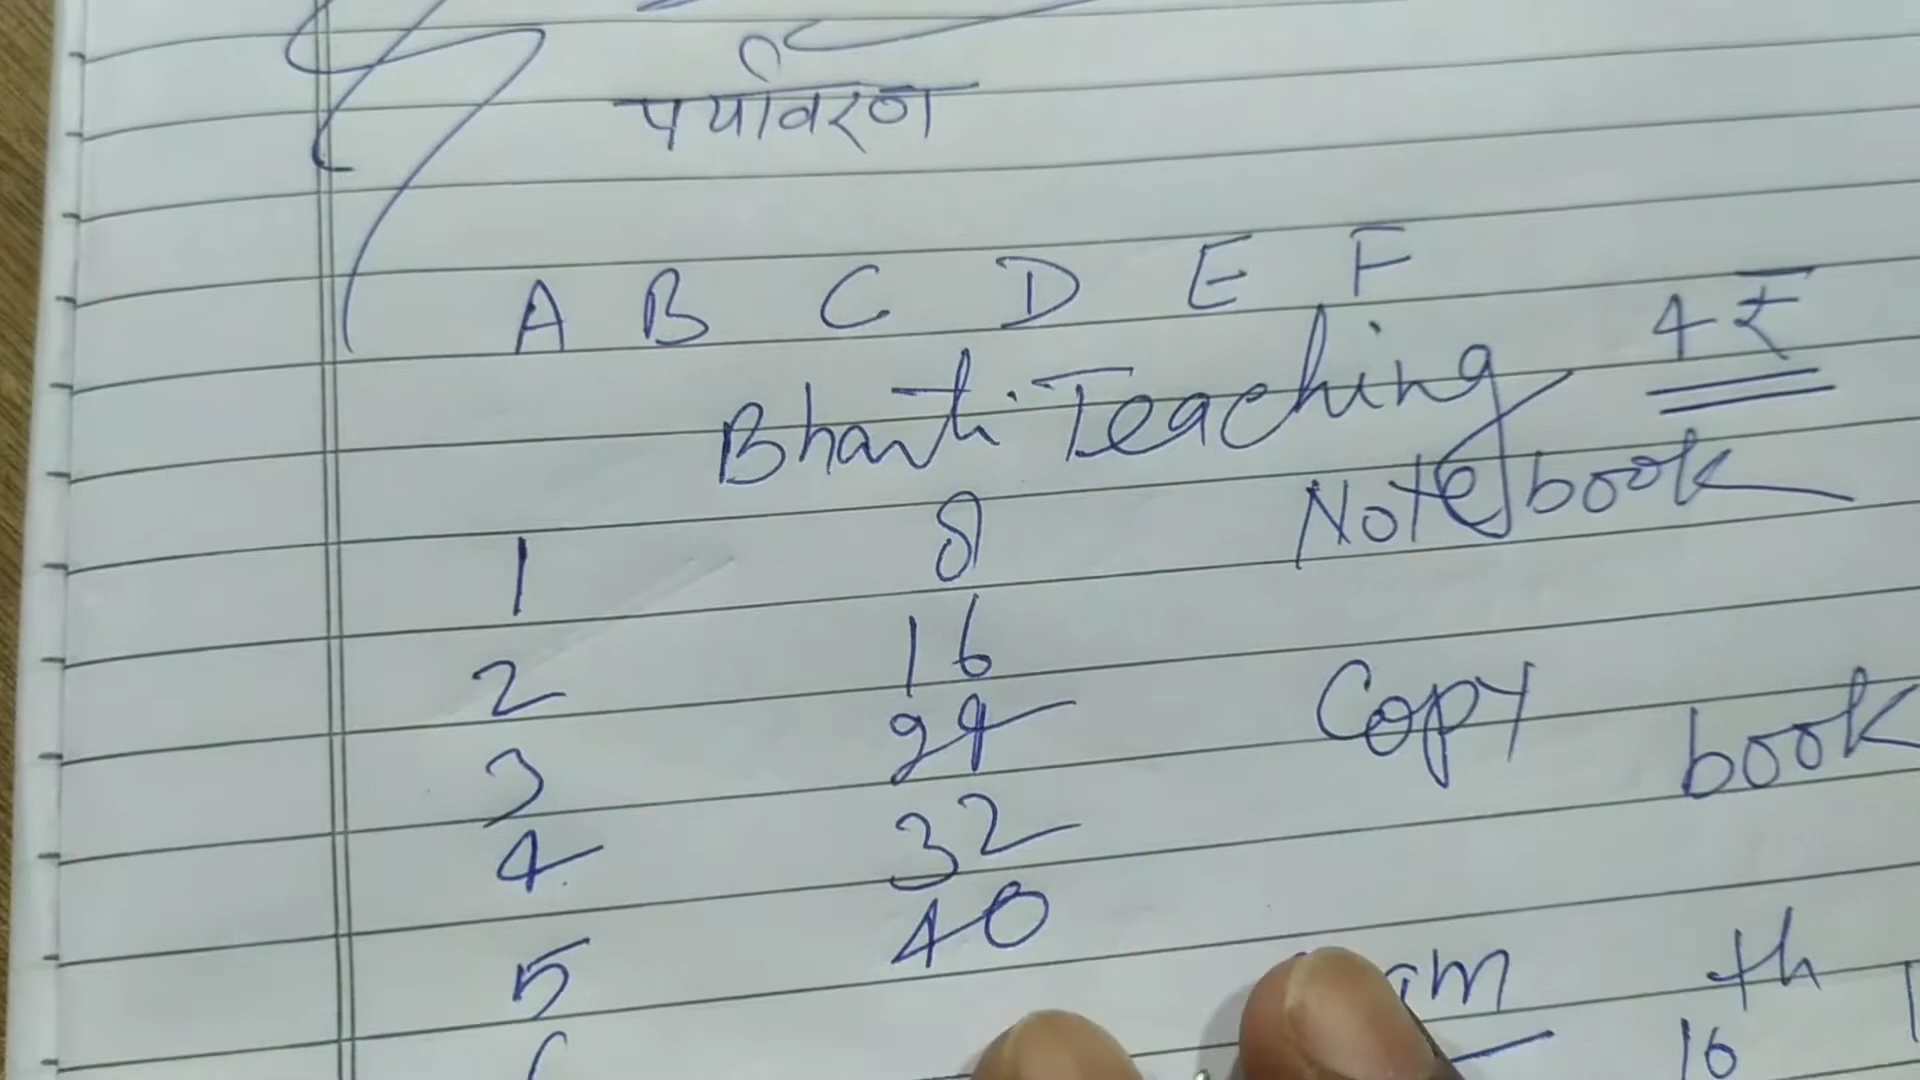 पर्यावरण
A B C D E F
4 ₹
Bharti Teaching
Notebook
1 8
2 16
3 24
4 32
5 40
Copy book
th
10